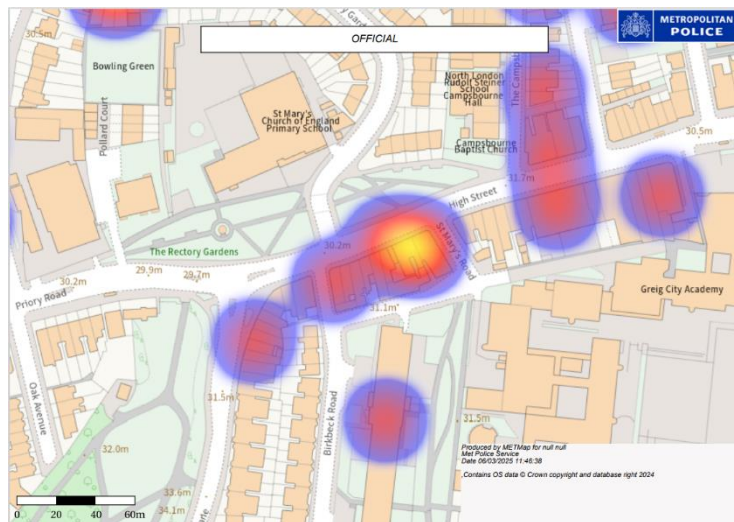 OFFICIAL
METROPOLITAN
POLICE
30.5m
Bowling Green
Pollard Court
St Mary's
Church of England
Primary School
North London
Rudolf Steiner
School
Campsbourne
Hall
The Campsbourne
Campsbourne
Baptist Church
30.5m
31.7m
High Street
St Mary's Road
30.2m
The Rectory Gardens
29.9m
29.7m
30.2m
Priory Road
31.1m
Greig City Academy
Oak Avenue
31.5m
Birkbeck Road
31.5m
32.0m
33.6m
34.1m
Produced by METMap for null null
Met Police Service
Date 06/03/2025 11:46:38
Contains OS data © Crown copyright and database right 2024
0 20 40 60m